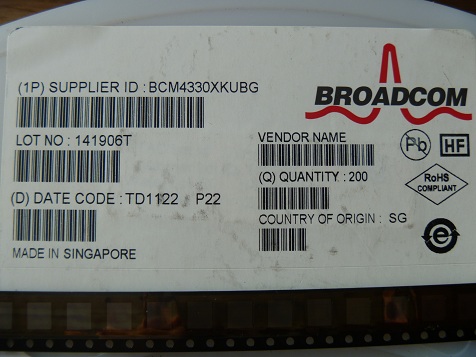 (1P) SUPPLIER ID : BCM4330XKUBG
BROADCOM
LOT NO : 141906T
VENDOR NAME
Pb
HF
(Q) QUANTITY : 200
RoHS
COMPLIANT
(D) DATE CODE : TD1122 P22
COUNTRY OF ORIGIN : SG
e
MADE IN SINGAPORE